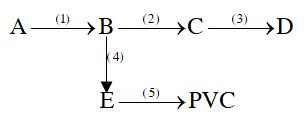 A (1) B (2) C (3) D
(4)
E (5) PVC